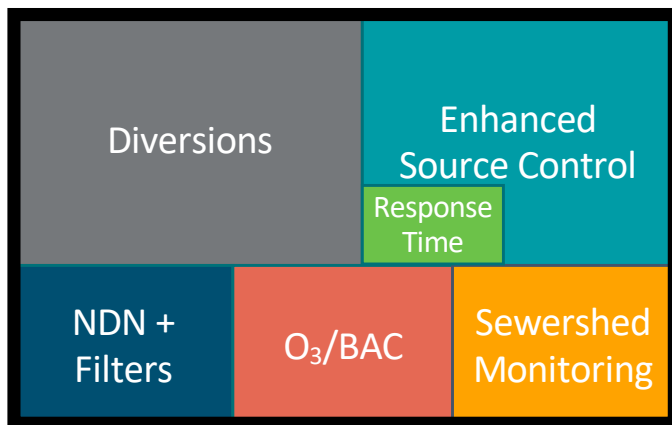 Diversions
Enhanced
Source Control
Response
Time
NDN +
Filters
O₃/BAC
Sewershed
Monitoring